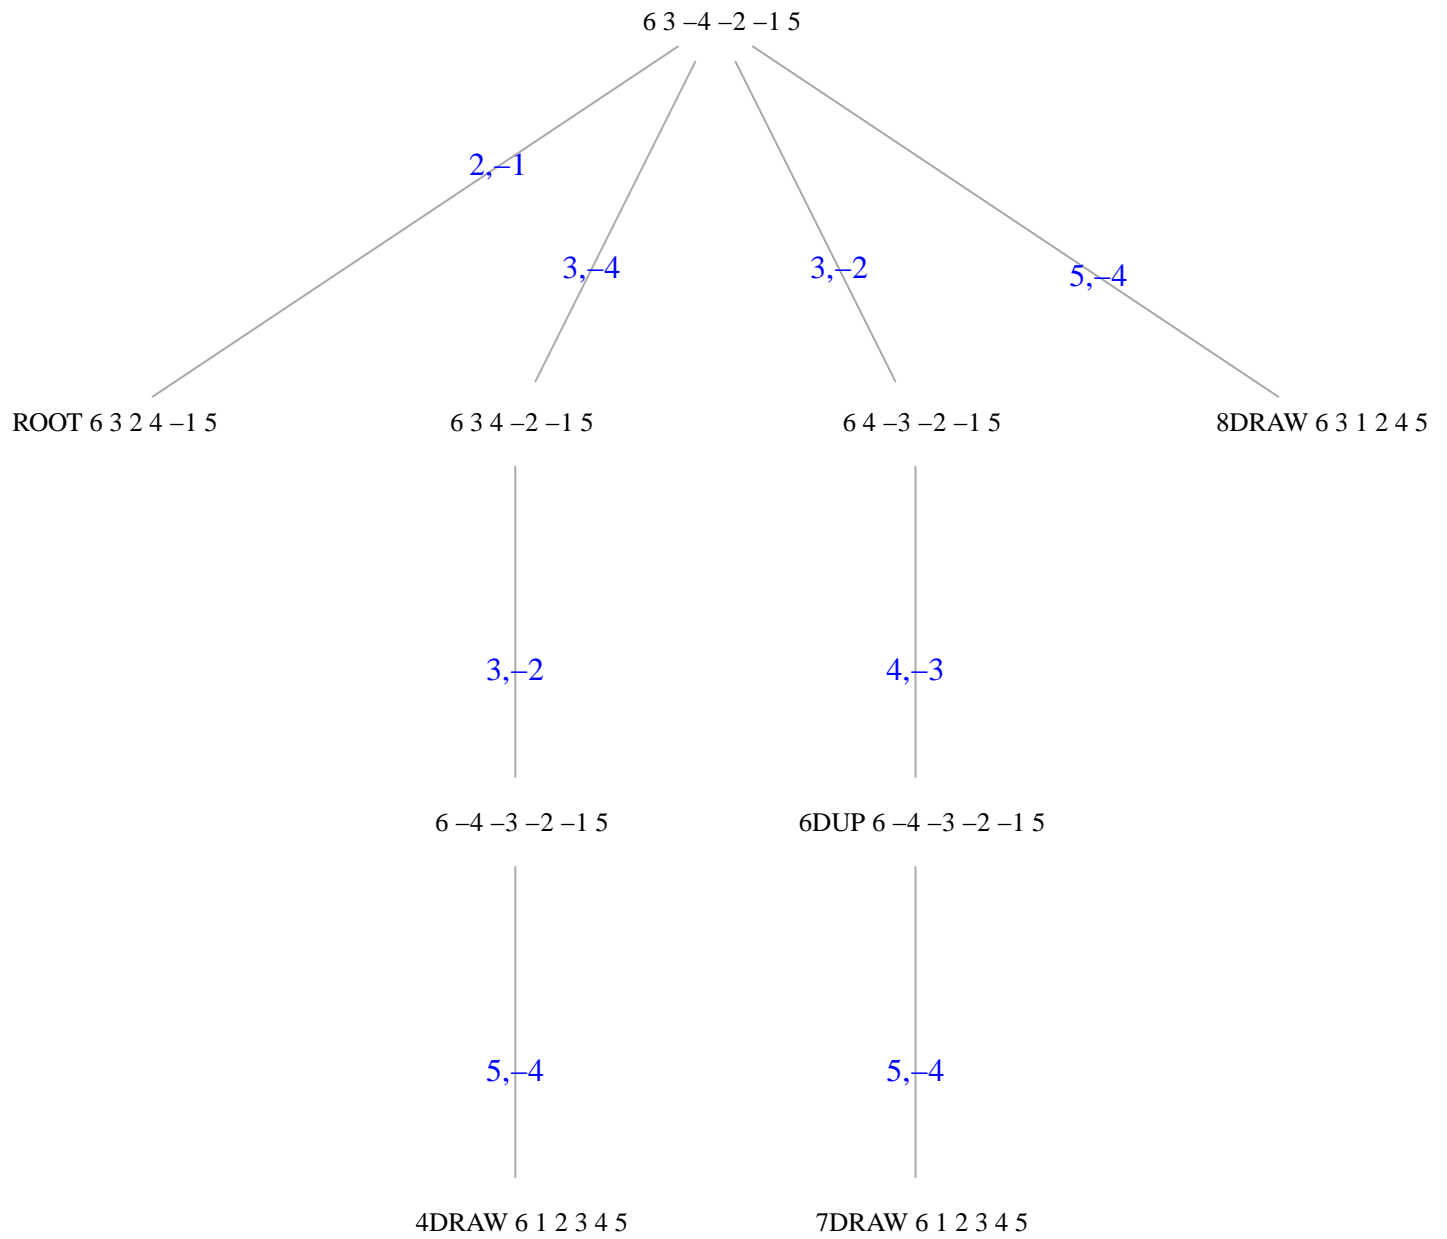 6 3 –4 –2 –1 5
2,–1
3,–4
3,–2
5,–4
ROOT 6 3 2 4 –1 5
6 3 4 –2 –1 5
6 4 –3 –2 –1 5
8DRAW 6 3 1 2 4 5
3,–2
4,–3
6 –4 –3 –2 –1 5
6DUP 6 –4 –3 –2 –1 5
5,–4
5,–4
4DRAW 6 1 2 3 4 5
7DRAW 6 1 2 3 4 5